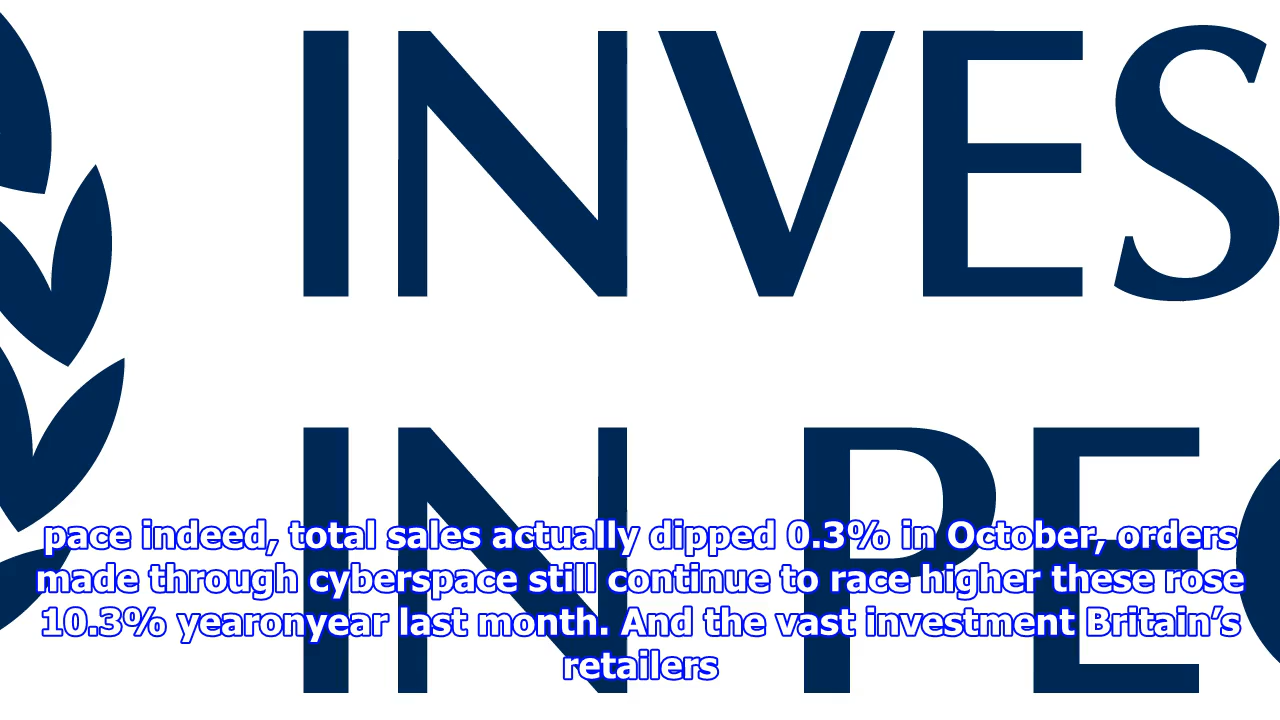 INVES
IN PEO
pace indeed, total sales actually dipped 0.3% in October, orders
made through cyberspace still continue to race higher these rose
10.3% yearonyear last month. And the vast investment Britain’s
retailers